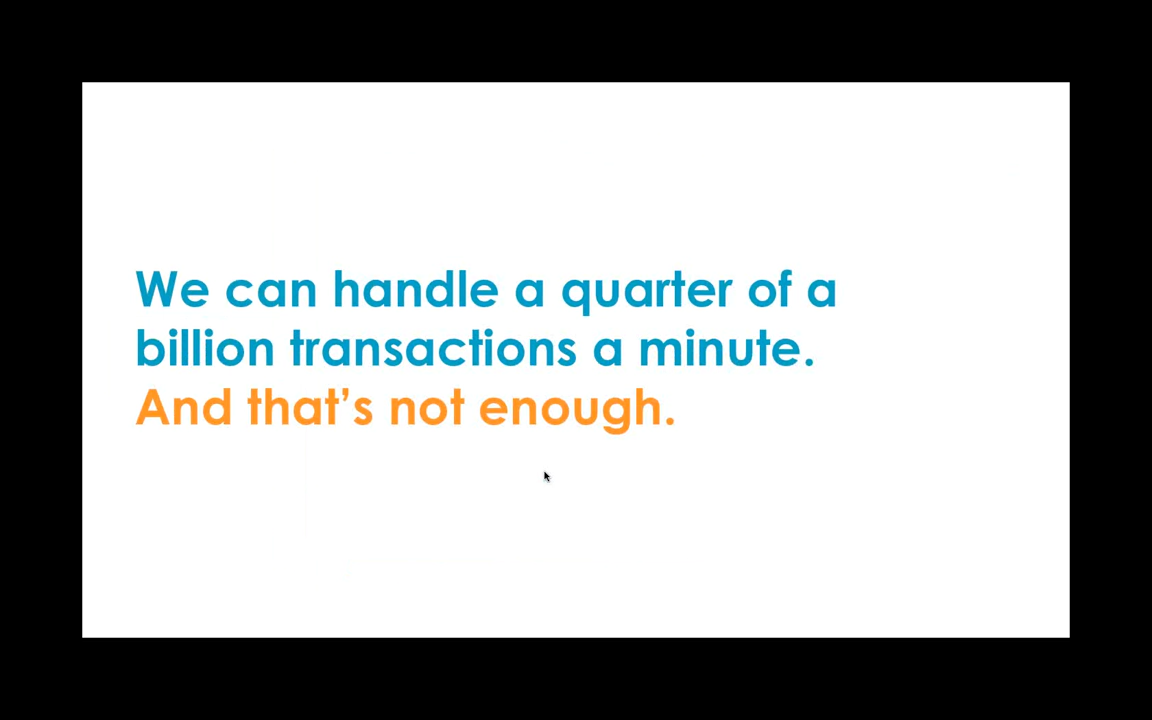 We can handle a quarter of a
billion transactions a minute.
And that’s not enough.